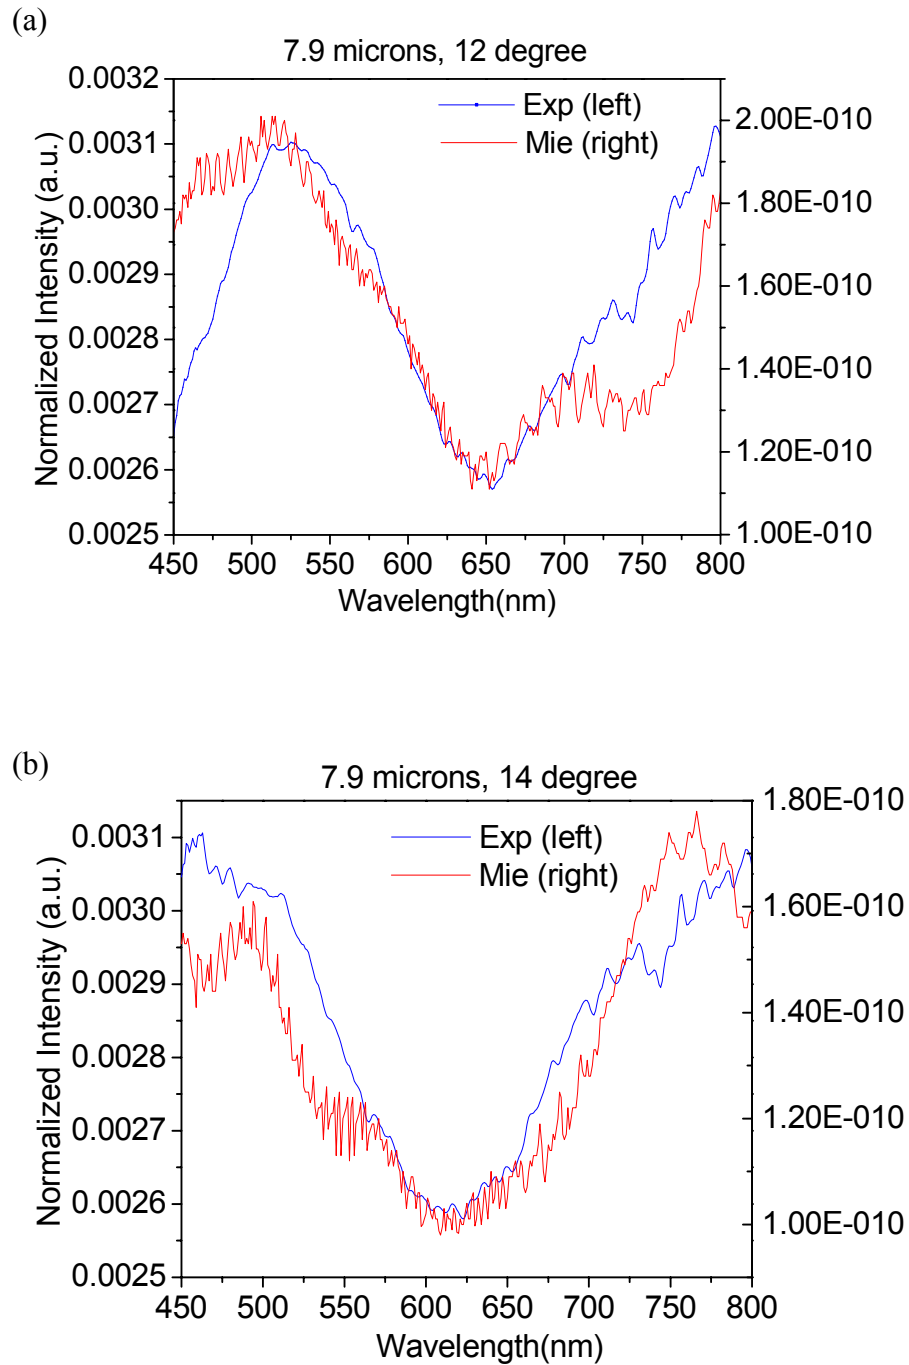 (a)
7.9 microns, 12 degree
0.0032
0.0031
0.0030
0.0029
0.0028
0.0027
0.0026
0.0025
Normalized Intensity (a.u.)
Exp (left)
Mie (right)
2.00E-010
1.80E-010
1.60E-010
1.40E-010
1.20E-010
1.00E-010
450 500 550 600 650 700 750 800
Wavelength(nm)
(b)
7.9 microns, 14 degree
0.0031
0.0030
0.0029
0.0028
0.0027
0.0026
0.0025
Normalized Intensity (a.u.)
Exp (left)
Mie (right)
1.80E-010
1.60E-010
1.40E-010
1.20E-010
1.00E-010
450 500 550 600 650 700 750 800
Wavelength(nm)